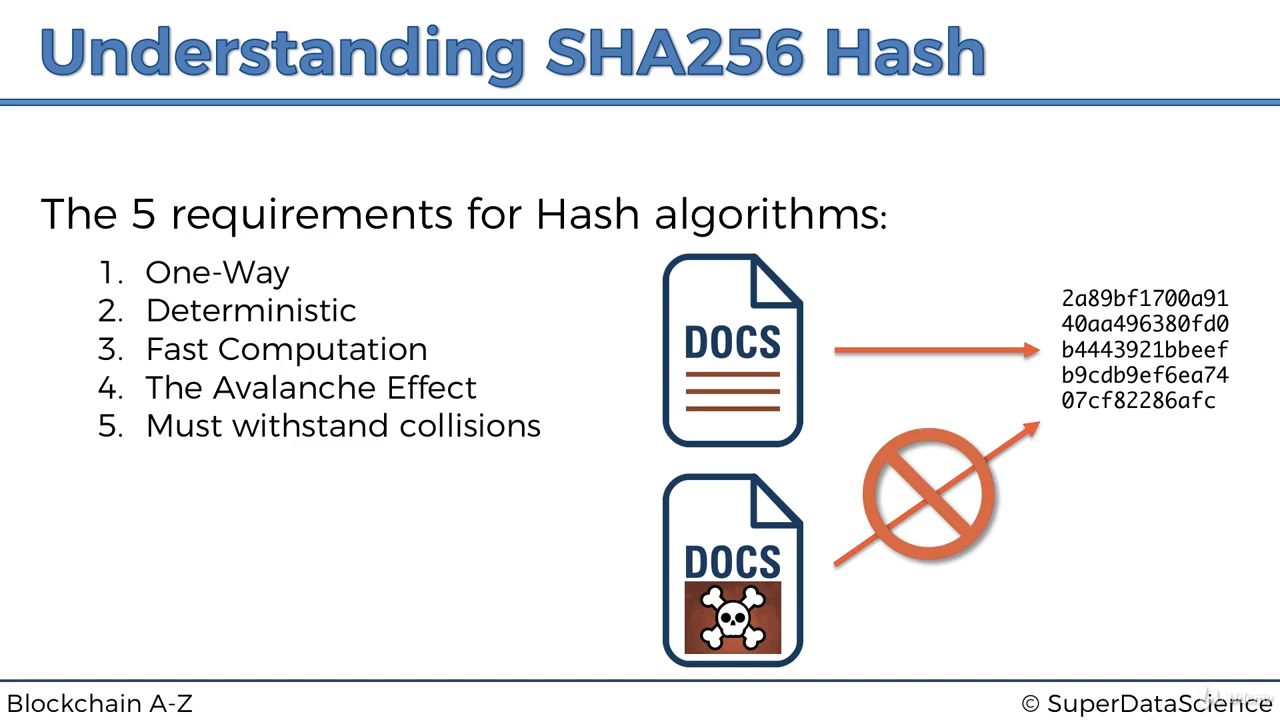 Understanding SHA256 Hash
The 5 requirements for Hash algorithms:
1. One-Way
2. Deterministic
3. Fast Computation
4. The Avalanche Effect
5. Must withstand collisions
DOCS
2a89bf1700a91
40aa496380fd0
b4443921bbeef
b9cdb9ef6ea74
07cf82286afc
DOCS
Blockchain A-Z
© SuperDataScience